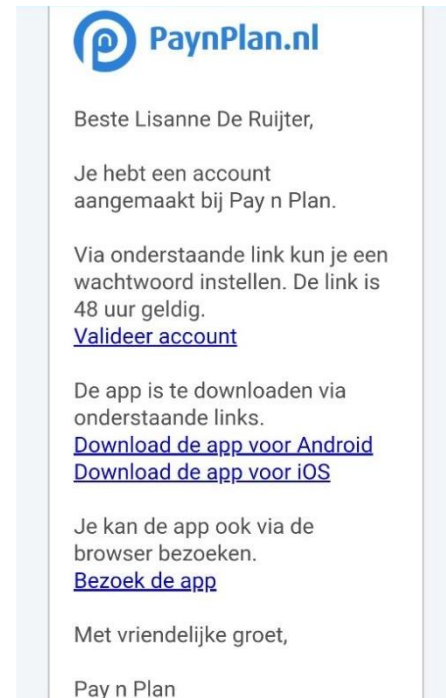 PaynPlan.nl
Beste Lisanne De Ruijter,
Je hebt een account
aangemaakt bij Pay n Plan.
Via onderstaande link kun je een
wachtwoord instellen. De link is
48 uur geldig.
Valideer account
De app is te downloaden via
onderstaande links.
Download de app voor Android
Download de app voor iOS
Je kan de app ook via de
browser bezoeken.
Bezoek de app
Met vriendelijke groet,
Pay n Plan